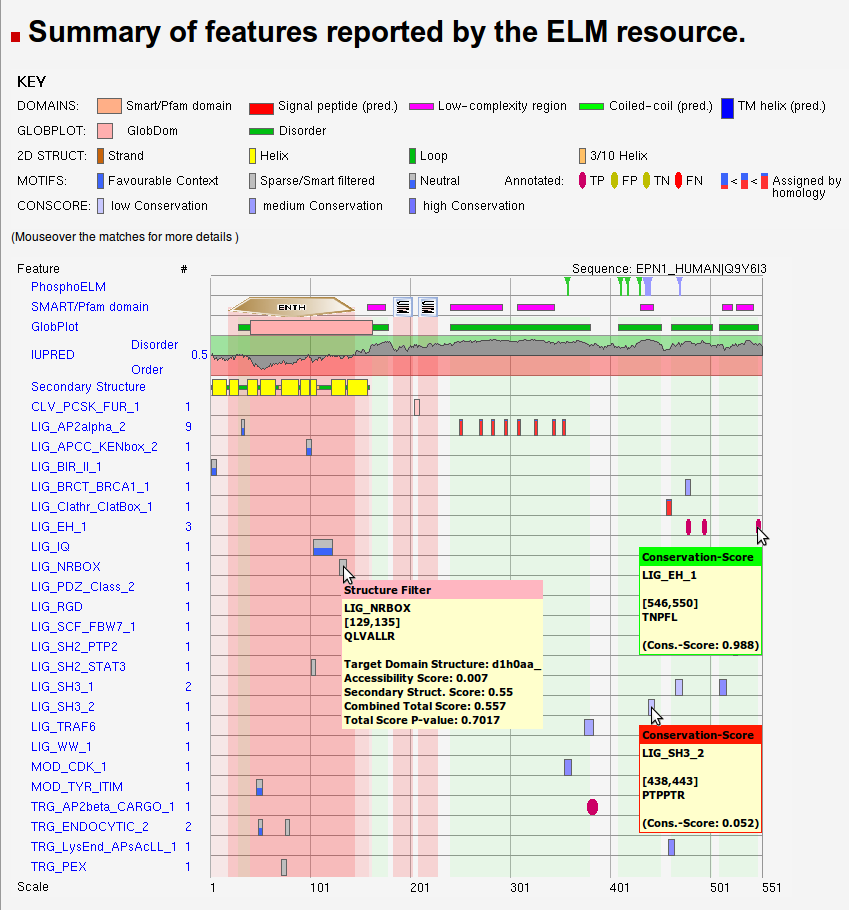 Summary of features reported by the ELM resource.
KEY
DOMAINS: Smart/Pfam domain Signal peptide (pred.) Low-complexity region Coiled-coil (pred.) TM helix (pred.)
GLOBPLOT: GlobDom Disorder
2D STRUCT: Strand Helix Loop 3/10 Helix
MOTIFS: Favourable Context Sparse/Smart filtered Neutral Annotated: TP FP TN FN < < Assigned by homology
CONSCORE: low Conservation medium Conservation high Conservation
(Mouseover the matches for more details )
Feature # Sequence: EPN1_HUMAN|Q9Y6I3
PhosphoELM
SMART/Pfam domain ENTH UIM UIM
GlobPlot
Disorder
IUPRED 0.5
Order
Secondary Structure
CLV_PCSK_FUR_1 1
LIG_AP2alpha_2 9
LIG_APCC_KENbox_2 1
LIG_BIR_II_1 1
LIG_BRCT_BRCA1_1 1
LIG_Clathr_ClatBox_1 1
LIG_EH_1 3
LIG_IQ 1
LIG_NRBOX 1
LIG_PDZ_Class_2 1
LIG_RGD 1
LIG_SCF_FBW7_1 1
LIG_SH2_PTP2 1
LIG_SH2_STAT3 1
LIG_SH3_1 2
LIG_SH3_2 1
LIG_TRAF6 1
LIG_WW_1 1
MOD_CDK_1 1
MOD_TYR_ITIM 1
TRG_AP2beta_CARGO_1 1
TRG_ENDOCYTIC_2 2
TRG_LysEnd_APsAcLL_1 1
TRG_PEX 1
Scale 1 101 201 301 401 501 551
Structure Filter
LIG_NRBOX
[129,135]
QLVALLR
Target Domain Structure: d1h0aa_
Accessibility Score: 0.007
Secondary Struct. Score: 0.55
Combined Total Score: 0.557
Total Score P-value: 0.7017
Conservation-Score
LIG_EH_1
[546,550]
TNPFL
(Cons.-Score: 0.988)
Conservation-Score
LIG_SH3_2
[438,443]
PTPPTR
(Cons.-Score: 0.052)